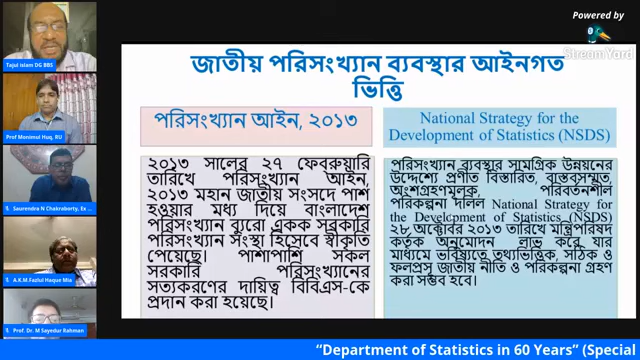 Powered by
StreamYard
Tajul islam DG BBS
Prof Monimul Huq, RU
Saurendra N Chakraborty, Ex
A.K.M.Fazlul Haque Mia
Prof. Dr. M Sayedur Rahman
জাতীয় পরিসংখ্যান ব্যবস্থার আইনগত
ভিত্তি
পরিসংখ্যান আইন, ২০১৩
২০১৩ সালের ২৭ ফেব্রুয়ারি
তারিখে পরিসংখ্যান আইন,
২০১৩ মহান জাতীয় সংসদে পাশ
হওয়ার মধ্য দিয়ে বাংলাদেশ
পরিসংখ্যান ব্যুরো একক সরকারি
পরিসংখ্যান সংস্থা হিসেবে স্বীকৃতি
পেয়েছে। পাশাপাশি সকল
সরকারি পরিসংখ্যানের
সত্যকরণের দায়িত্ব বিবিএস-কে
প্রদান করা হয়েছে।
National Strategy for the
Development of Statistics (NSDS)
পরিসংখ্যান ব্যবস্থার সামগ্রিক উন্নয়নের
উদ্দেশ্যে প্রণীত বিস্তারিত, বাস্তবসম্মত,
অংশগ্রহণমূলক, পরিবর্তনশীল
পরিকল্পনা দলিল National Strategy for
the Development of Statistics (NSDS)
২৮ অক্টোবর ২০১৩ তারিখে মন্ত্রিপরিষদ
কর্তৃক অনুমোদন লাভ করে যার
মাধ্যমে ভবিষ্যতে তথ্যভিত্তিক, সঠিক ও
ফলপ্রসূ জাতীয় নীতি ও পরিকল্পনা গ্রহণ
করা সম্ভব হবে।
“Department of Statistics in 60 Years” (Special